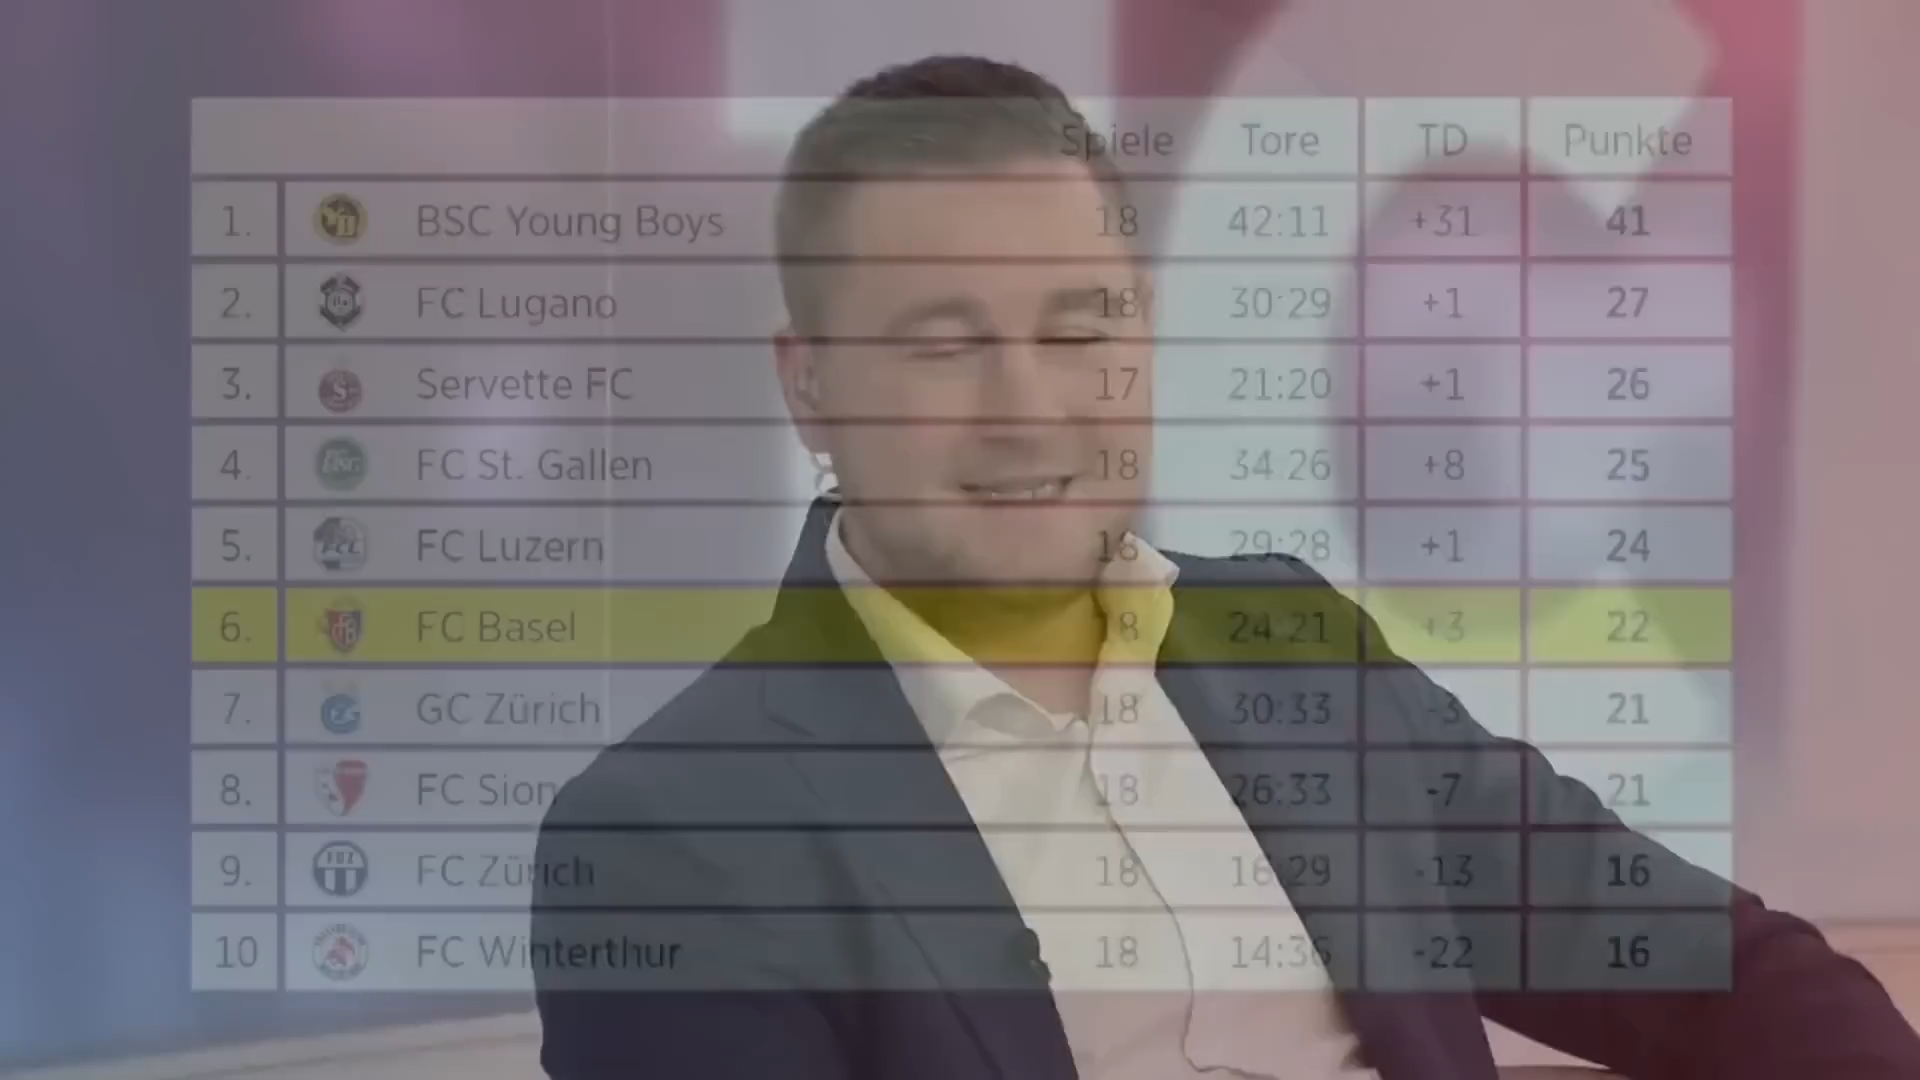 Spiele Tore TD Punkte
1. BSC Young Boys 18 42:11 +31 41
2. FC Lugano 18 30:29 +1 27
3. Servette FC 17 21:20 +1 26
4. FC St. Gallen 18 34:26 +8 25
5. FC Luzern 18 29:28 +1 24
6. FC Basel 8 24:21 +3 22
7. GC Zürich 18 30:33 -3 21
8. FC Sion 18 26:33 -7 21
9. FC Zürich 18 16:29 -13 16
10 FC Winterthur 18 14:36 -22 16